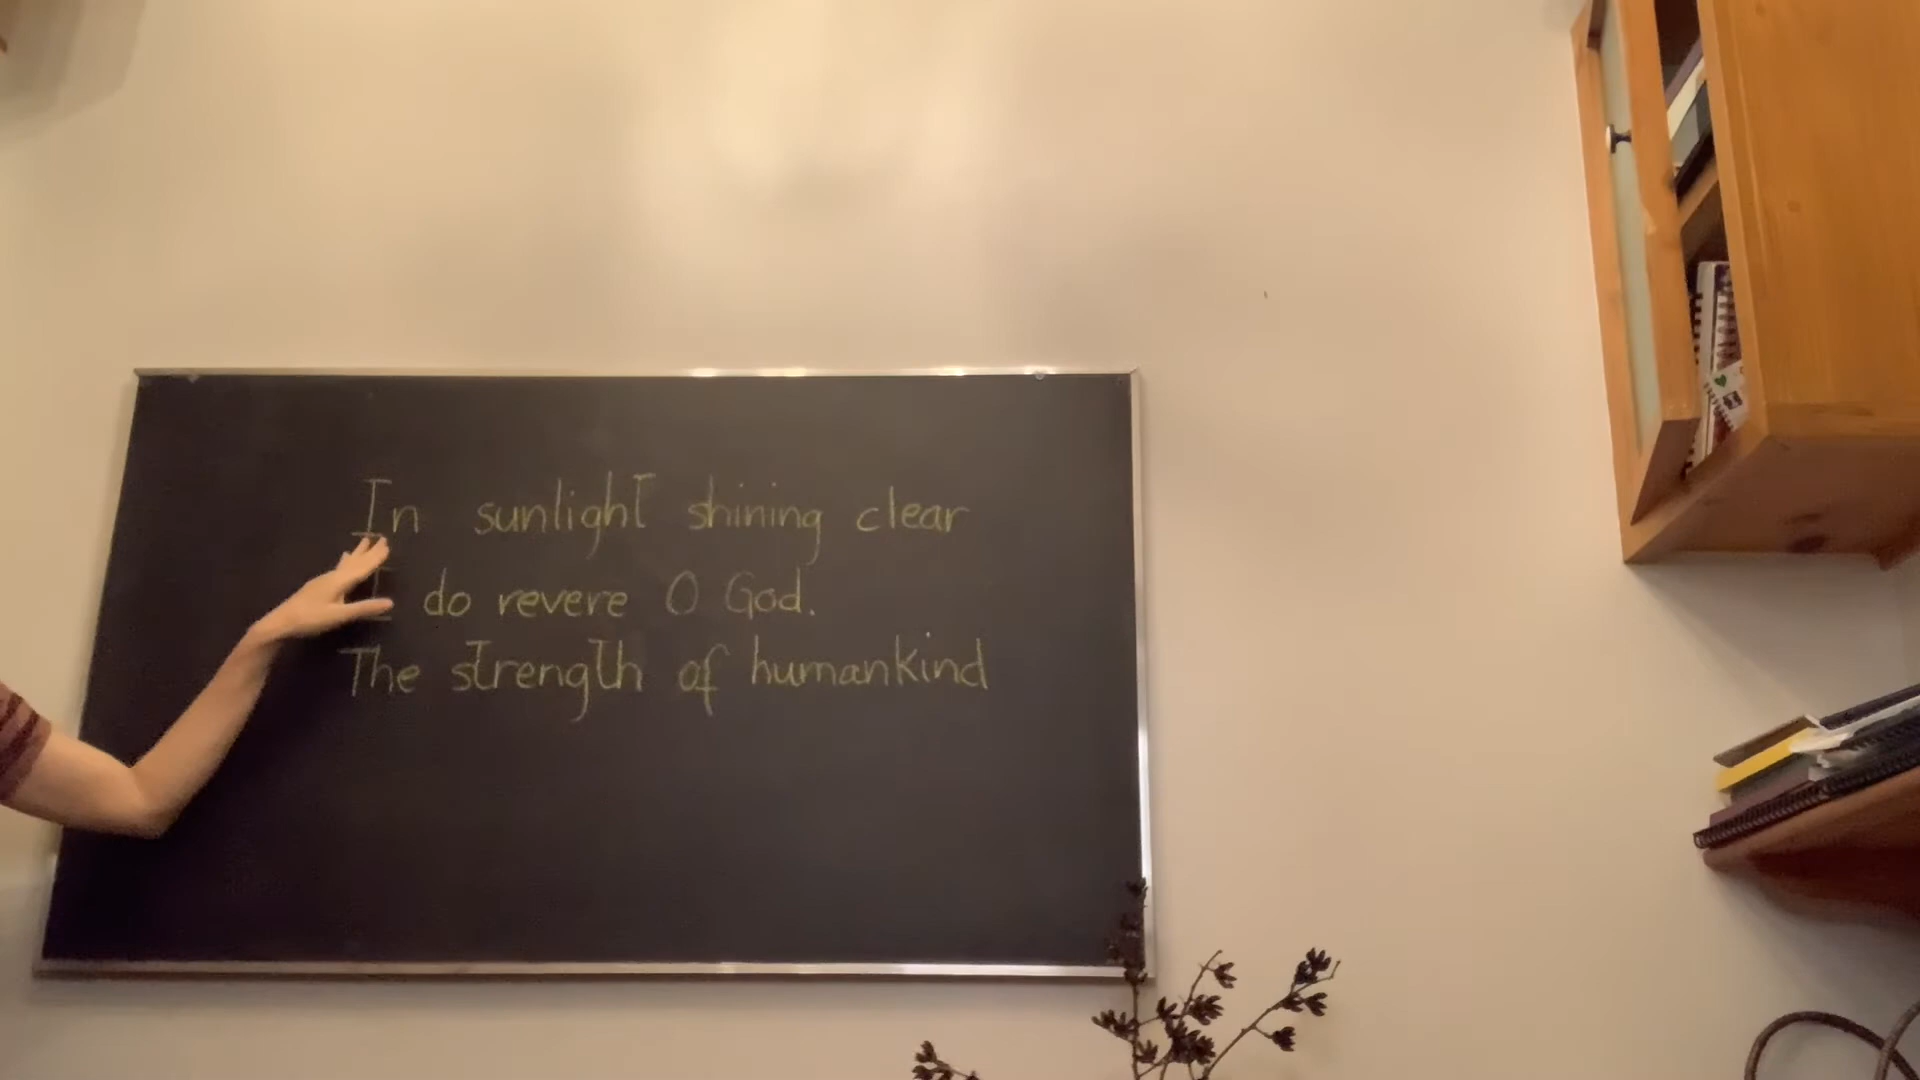 In sunlight shining clear
I do revere O God.
The strength of humankind